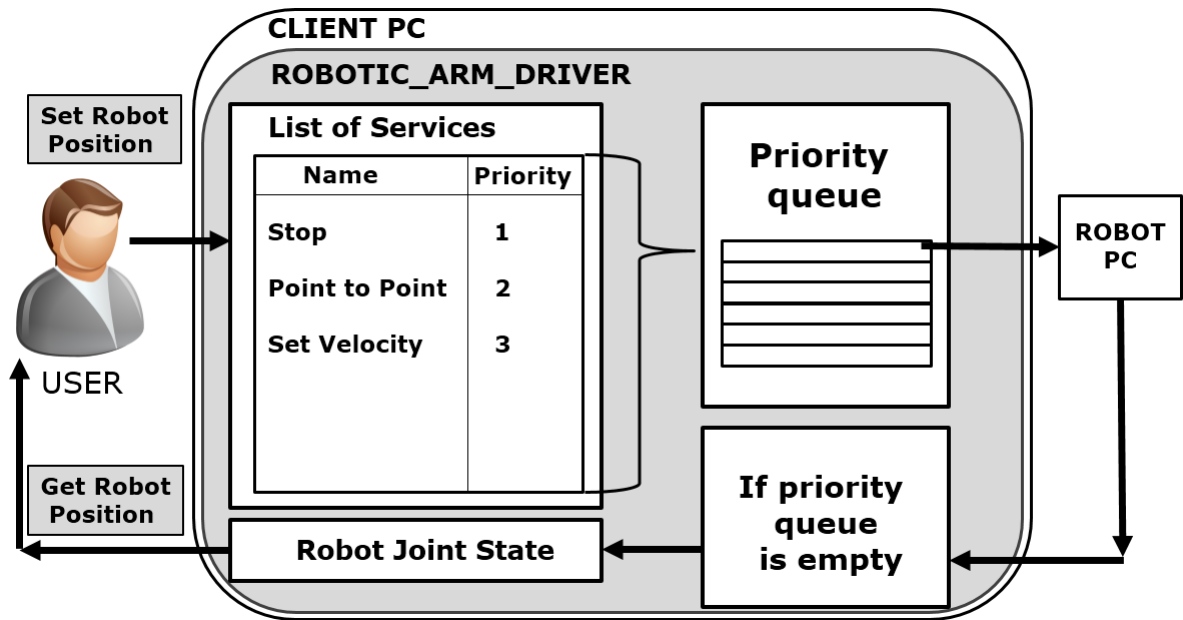 CLIENT PC
ROBOTIC_ARM_DRIVER
Set Robot
Position
USER
Get Robot
Position
List of Services
Name Priority
Stop 1
Point to Point 2
Set Velocity 3
Robot Joint State
Priority
queue
If priority
queue
is empty
ROBOT
PC